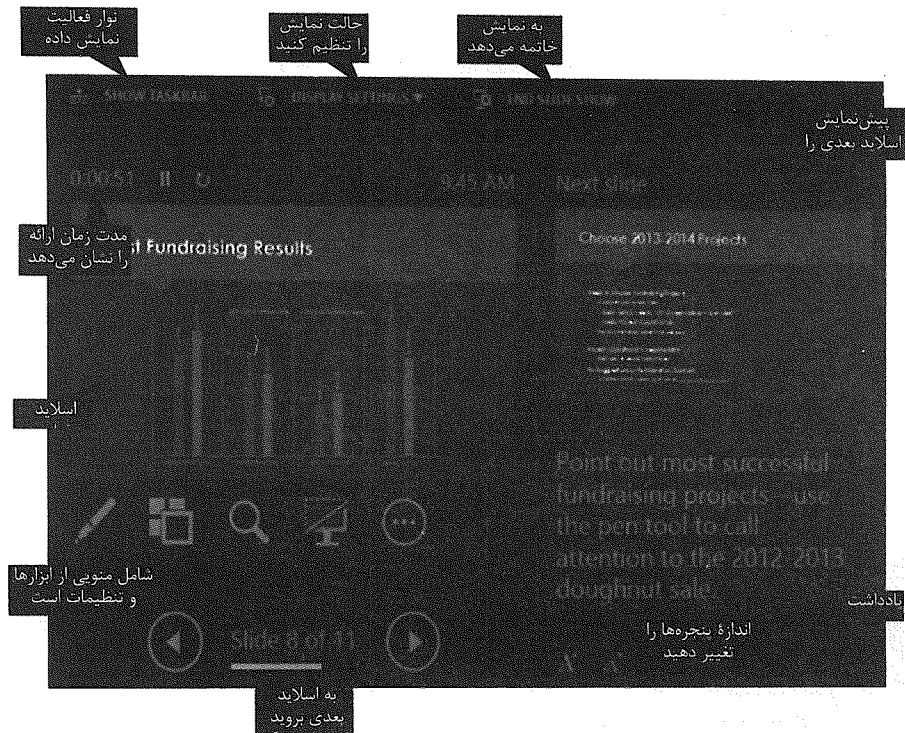 نوار فعالیت
نمایش داده
حالت نمایش
را تنظیم کنید
به نمایش
خاتمه می‌دهد
SHOW TASKBAR
DISPLAY SETTINGS ▼
END SLIDE SHOW
پیش‌نمایش
اسلاید بعدی را
0:00:51
9:45 AM
Next slide
مدت زمان ارائه
را نشان می‌دهد
st Fundraising Results
Choose 2013-2014 Projects
اسلاید
Point out most successful
fundraising projects – use
the pen tool to call
attention to the 2012-2013
doughnut sale.
شامل منویی از ابزارها
و تنظیمات است
یادداشت
Slide 8 of 11
اندازهٔ پنجره‌ها را
تغییر دهید
A A
به اسلاید
بعدی بروید